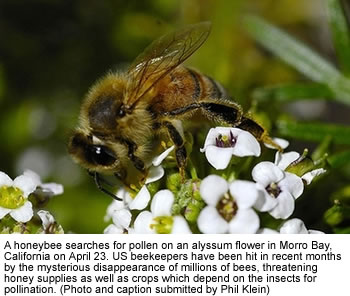 A honeybee searches for pollen on an alyssum flower in Morro Bay,
California on April 23. US beekeepers have been hit in recent months
by the mysterious disappearance of millions of bees, threatening
honey supplies as well as crops which depend on the insects for
pollination. (Photo and caption submitted by Phil Klein)